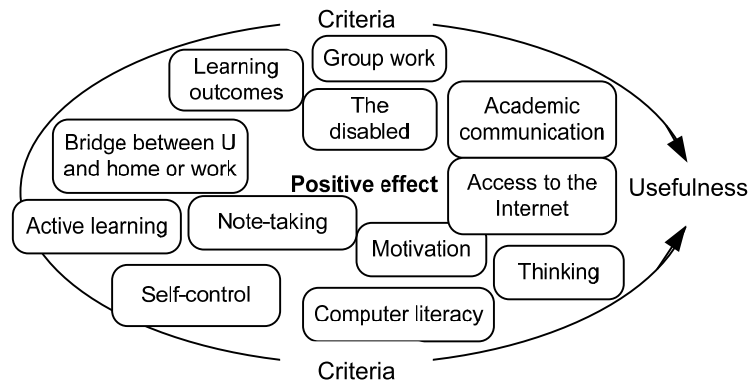 Criteria
Group work
Learning
outcomes
The
disabled
Academic
communication
Bridge between U
and home or work
Positive effect
Access to the
Internet
Usefulness
Active learning
Note-taking
Motivation
Thinking
Self-control
Computer literacy
Criteria